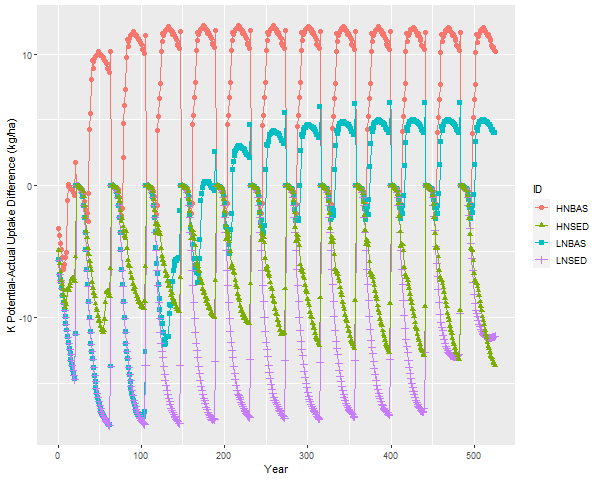 K Potential-Actual Uptake Difference (kg/ha)
10
0
-10
0
100
200
300
400
500
Year
ID
HNBAS
HNSED
LNBAS
LNSED